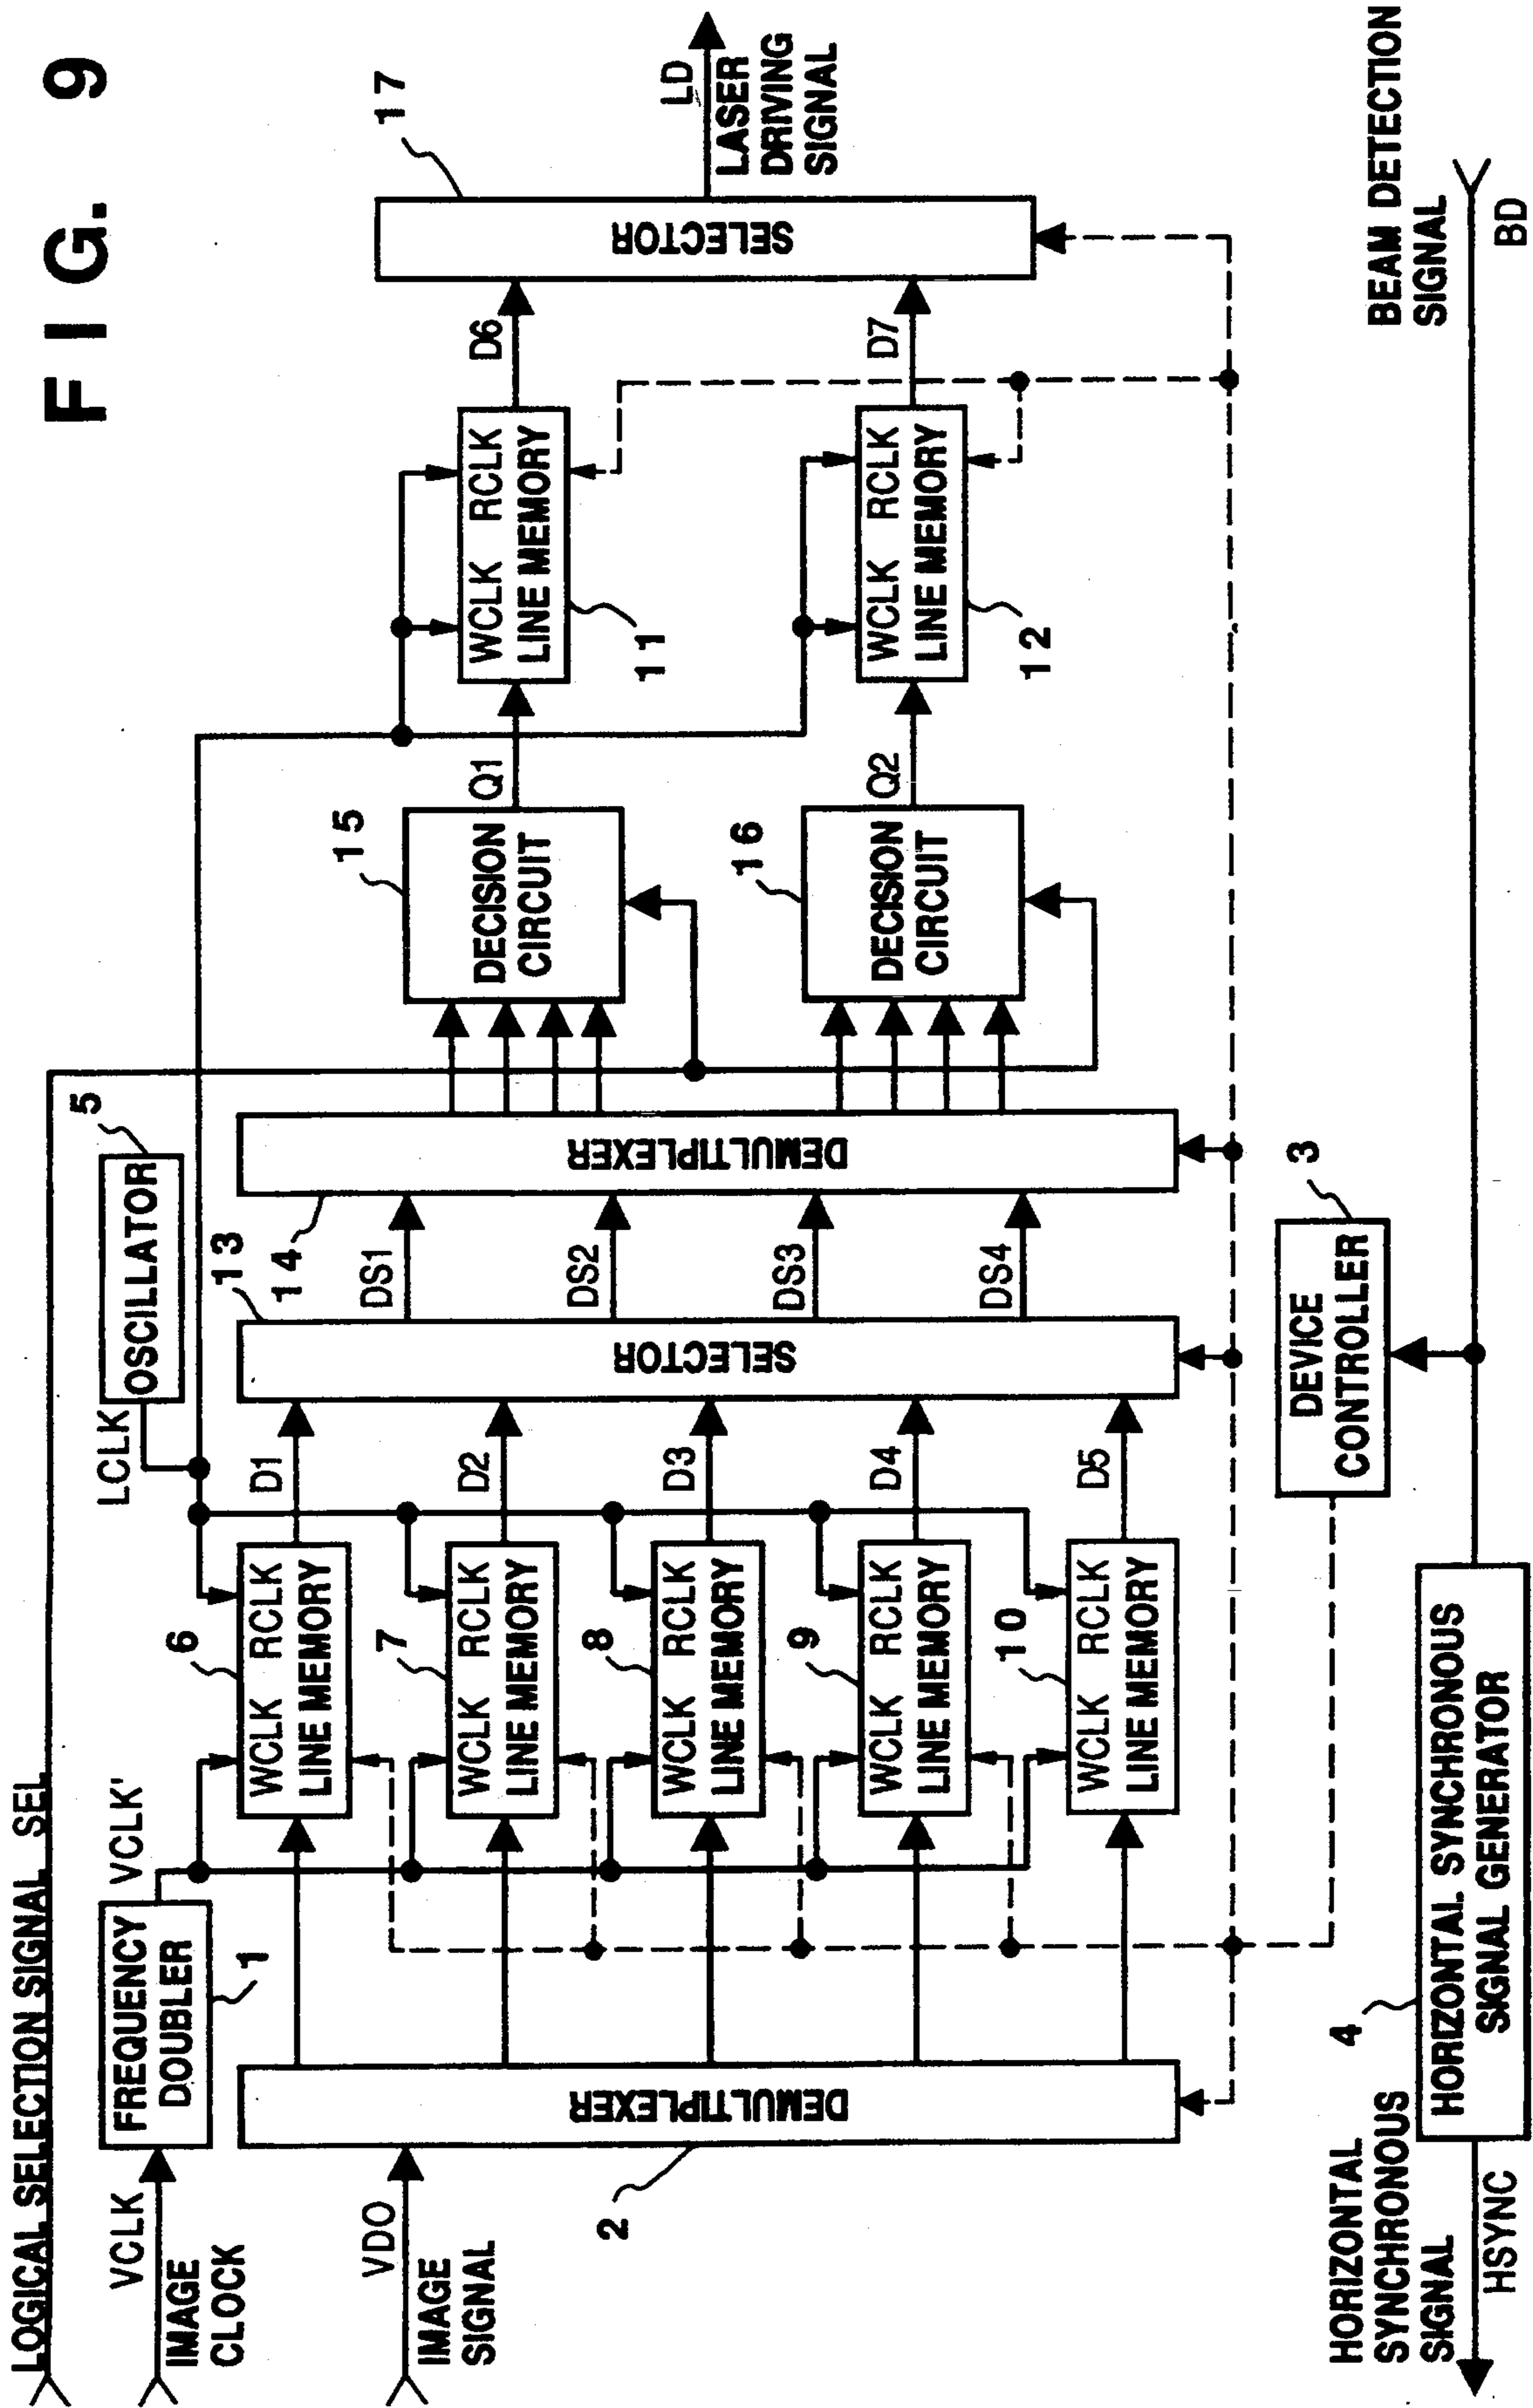 FIG. 9
LOGICAL SELECTION SIGNAL SEL
VCLK
IMAGE
CLOCK
FREQUENCY
DOUBLER
1
VCLK'
LCLK
OSCILLATOR
5
VDO
IMAGE
SIGNAL
DEMULTIPLEXER
2
6
WCLK RCLK
LINE MEMORY
D1
7
WCLK RCLK
LINE MEMORY
D2
8
WCLK RCLK
LINE MEMORY
D3
9
WCLK RCLK
LINE MEMORY
D4
10
WCLK RCLK
LINE MEMORY
D5
13
SELECTOR
DS1
DS2
DS3
DS4
14
DEMULTIPLEXER
15
DECISION
CIRCUIT
Q1
16
DECISION
CIRCUIT
Q2
WCLK RCLK
LINE MEMORY
11
D6
WCLK RCLK
LINE MEMORY
12
D7
17
SELECTOR
LD
LASER
DRIVING
SIGNAL
3
DEVICE
CONTROLLER
BEAM DETECTION
SIGNAL
BD
4
HORIZONTAL SYNCHRONOUS
SIGNAL GENERATOR
HORIZONTAL
SYNCHRONOUS
SIGNAL
HSYNC